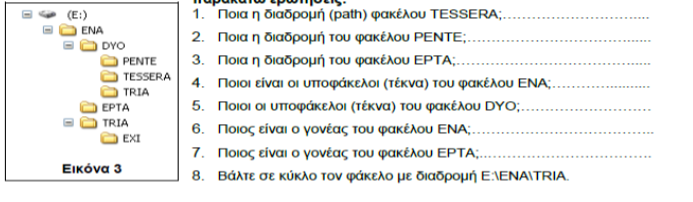 παρακάτω ερωτήσεις:
(E:)
ENA
DYO
PENTE
TESSERA
TRIA
EPTA
TRIA
EXI
Εικόνα 3
1. Ποια η διαδρομή (path) φακέλου TESSERA;................................
2. Ποια η διαδρομή του φακέλου PENTE;........................................
3. Ποια η διαδρομή του φακέλου EPTA;..........................................
4. Ποιοι είναι οι υποφάκελοι (τέκνα) του φακέλου ENA;......................
5. Ποιοι οι υποφάκελοι (τέκνα) του φακέλου DYO;............................
6. Ποιος είναι ο γονέας του φακέλου ENA;........................................
7. Ποιος είναι ο γονέας του φακέλου EPTA;.....................................
8. Βάλτε σε κύκλο τον φάκελο με διαδρομή E:\ENA\TRIA.